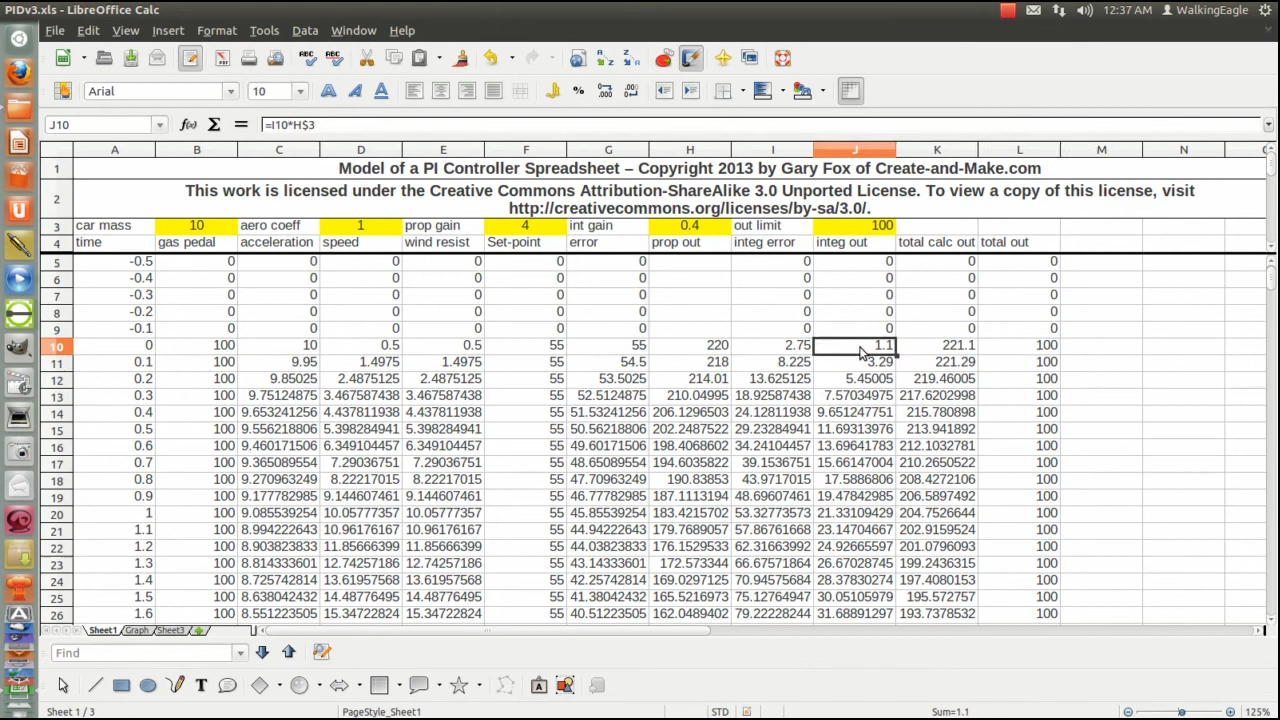 PIDv3.xls - LibreOffice Calc
12:37 AM WalkingEagle
File Edit View Insert Format Tools Data Window Help
Arial 10
J10 =I10*H$3
A B C D E F G H I J K L M N
1 Model of a PI Controller Spreadsheet – Copyright 2013 by Gary Fox of Create-and-Make.com
2 This work is licensed under the Creative Commons Attribution-ShareAlike 3.0 Unported License. To view a copy of this license, visit
http://creativecommons.org/licenses/by-sa/3.0/.
3 car mass 10 aero coeff 1 prop gain 4 int gain 0.4 out limit 100
4 time gas pedal acceleration speed wind resist Set-point error prop out integ error integ out total calc out total out
5 -0.5 0 0 0 0 0 0 0 0 0 0
6 -0.4 0 0 0 0 0 0 0 0 0 0
7 -0.3 0 0 0 0 0 0 0 0 0 0
8 -0.2 0 0 0 0 0 0 0 0 0 0
9 -0.1 0 0 0 0 0 0 0 0 0 0
10 0 100 10 0.5 0.5 55 55 220 2.75 1.1 221.1 100
11 0.1 100 9.95 1.4975 1.4975 55 54.5 218 8.225 3.29 221.29 100
12 0.2 100 9.85025 2.4875125 2.4875125 55 53.5025 214.01 13.625125 5.45005 219.46005 100
13 0.3 100 9.75124875 3.467587438 3.467587438 55 52.5124875 210.04995 18.92587438 7.57034975 217.6202998 100
14 0.4 100 9.653241256 4.437811938 4.437811938 55 51.53241256 206.1296503 24.12811938 9.651247751 215.780898 100
15 0.5 100 9.556218806 5.398284941 5.398284941 55 50.56218806 202.2487522 29.23284941 11.69313976 213.941892 100
16 0.6 100 9.460171506 6.349104457 6.349104457 55 49.60171506 198.4068602 34.24104457 13.69641783 212.1032781 100
17 0.7 100 9.365089554 7.29036751 7.29036751 55 48.65089554 194.6035822 39.1536751 15.66147004 210.2650522 100
18 0.8 100 9.270963249 8.22217015 8.22217015 55 47.70963249 190.83853 43.9717015 17.5886806 208.4272106 100
19 0.9 100 9.177782985 9.144607461 9.144607461 55 46.77782985 187.1113194 48.69607461 19.47842985 206.5897492 100
20 1 100 9.085539254 10.05777357 10.05777357 55 45.85539254 183.4215702 53.32773573 21.33109429 204.7526644 100
21 1.1 100 8.994222643 10.96176167 10.96176167 55 44.94222643 179.7689057 57.86761668 23.14704667 202.9159524 100
22 1.2 100 8.903823833 11.85666399 11.85666399 55 44.03823833 176.1529533 62.31663992 24.92665597 201.0796093 100
23 1.3 100 8.814333601 12.74257186 12.74257186 55 43.14333601 172.573344 66.67571864 26.67028745 199.2436315 100
24 1.4 100 8.725742814 13.61957568 13.61957568 55 42.25742814 169.0297125 70.94575684 28.37830274 197.4080153 100
25 1.5 100 8.638042432 14.48776495 14.48776495 55 41.38042432 165.5216973 75.12764947 30.05105979 195.572757 100
26 1.6 100 8.551223505 15.34722824 15.34722824 55 40.51223505 162.0489402 79.22228244 31.68891297 193.7378532 100
Sheet1 Graph Sheet3
Find
Sheet 1 / 3 PageStyle_Sheet1 STD Sum=1.1 125%